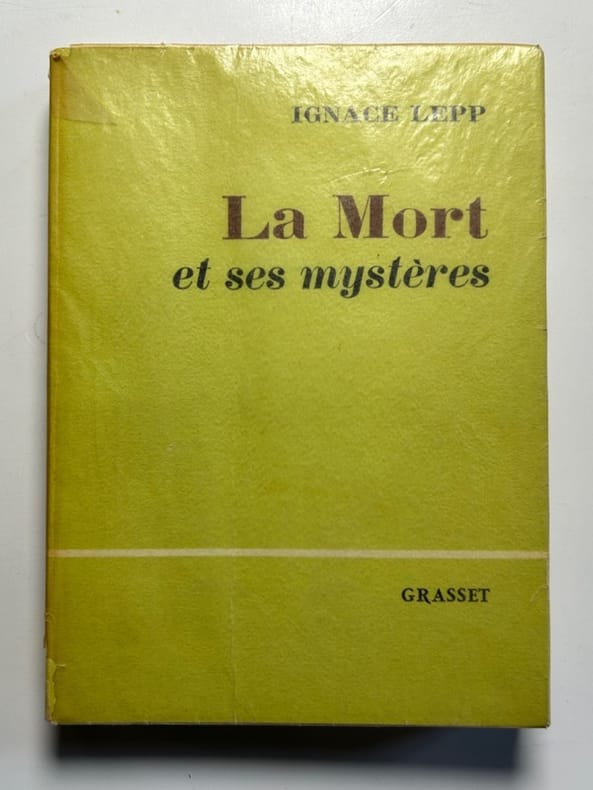 IGNACE LEPP
La Mort
et ses mystères
GRASSET